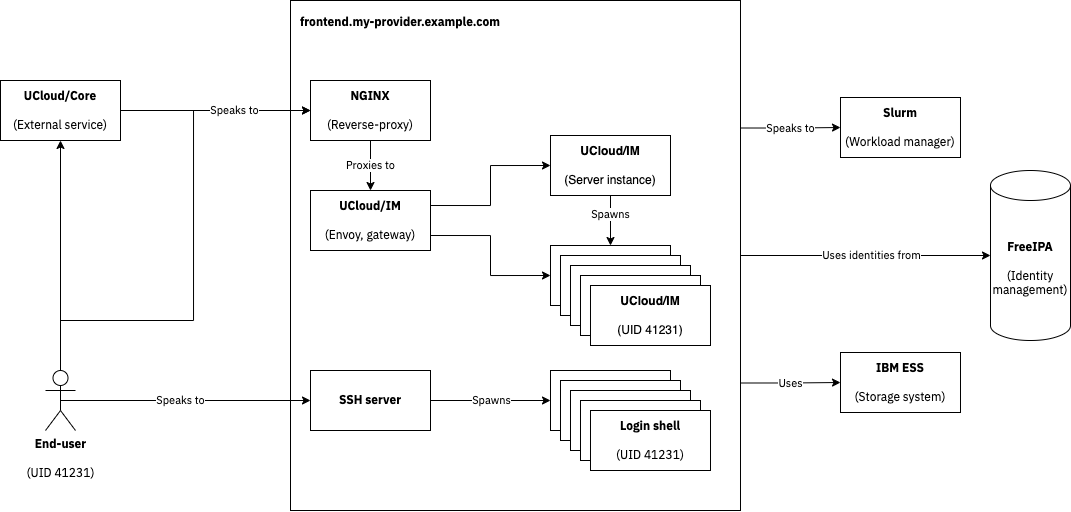 frontend.my-provider.example.com
UCloud/Core
(External service)
Speaks to
NGINX
(Reverse-proxy)
Proxies to
UCloud/IM
(Envoy, gateway)
UCloud/IM
(Server instance)
Spawns
UCloud/IM
(UID 41231)
Speaks to
Slurm
(Workload manager)
Uses identities from
FreeIPA
(Identity
management)
Uses
IBM ESS
(Storage system)
End-user
(UID 41231)
Speaks to
SSH server
Spawns
Login shell
(UID 41231)